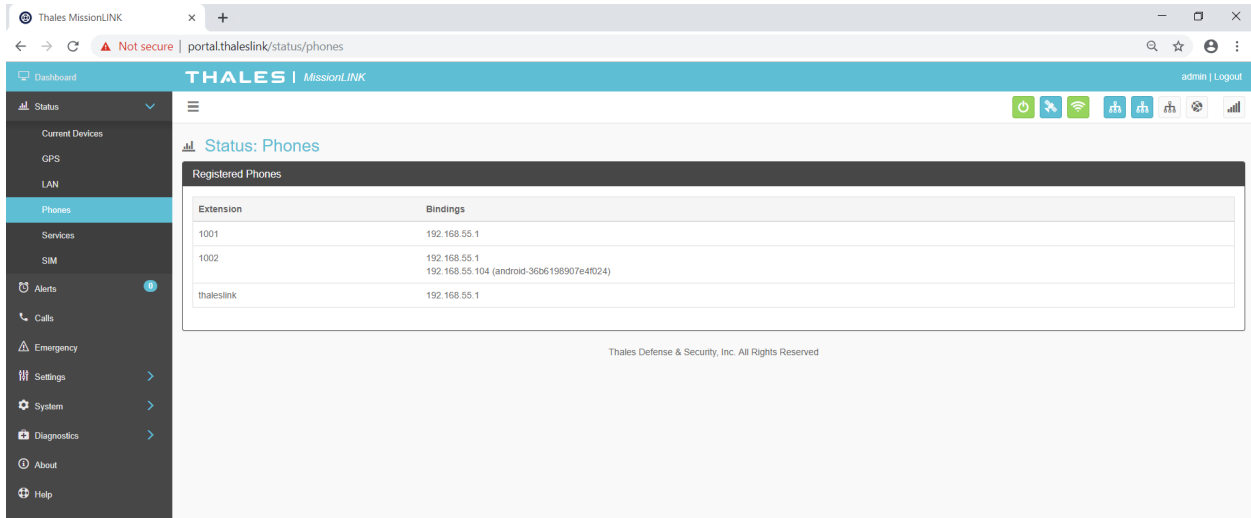 Thales MissionLINK
Not secure | portal.thaleslink/status/phones
Dashboard
THALES | MissionLINK
admin | Logout
Status
Current Devices
GPS
LAN
Phones
Services
SIM
Alerts 0
Calls
Emergency
Settings
System
Diagnostics
About
Help
Status: Phones
Registered Phones
Extension Bindings
1001 192.168.55.1
1002 192.168.55.1
192.168.55.104 (android-36b6198907e4f024)
thaleslink 192.168.55.1
Thales Defense & Security, Inc. All Rights Reserved